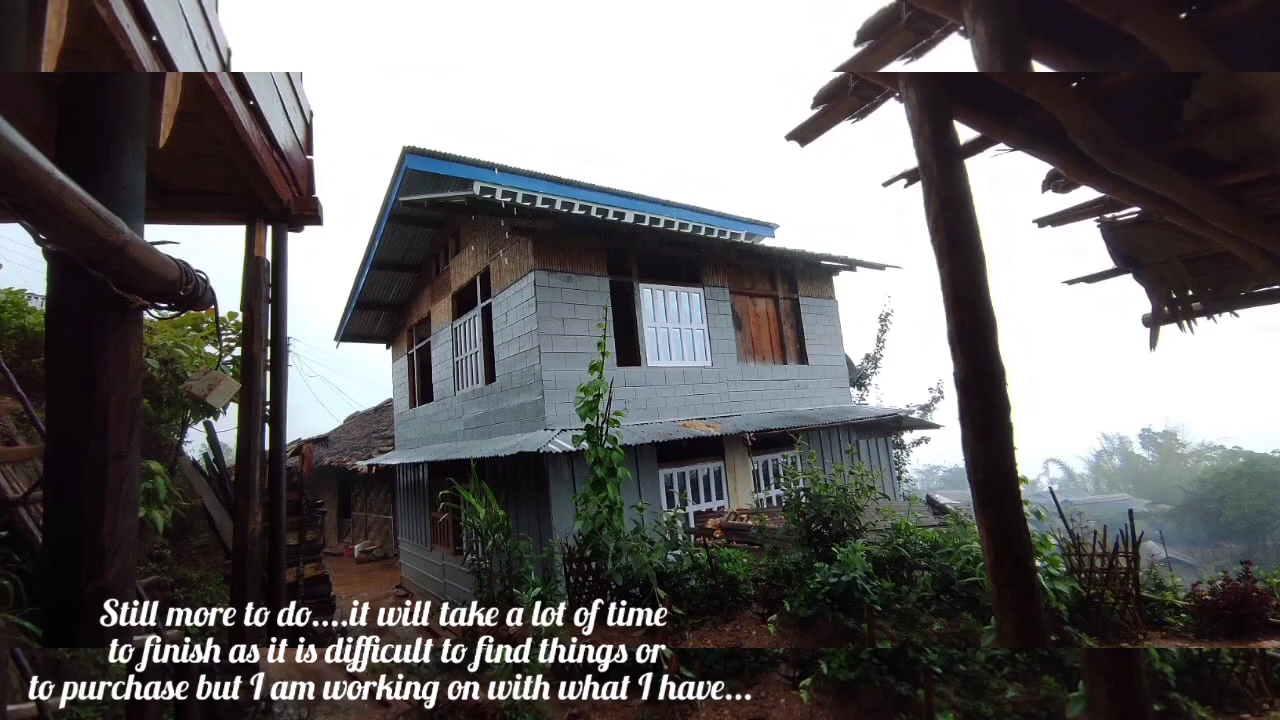 Still more to do....it will take a lot of time
to finish as it is difficult to find things or
to purchase but I am working on with what I have...